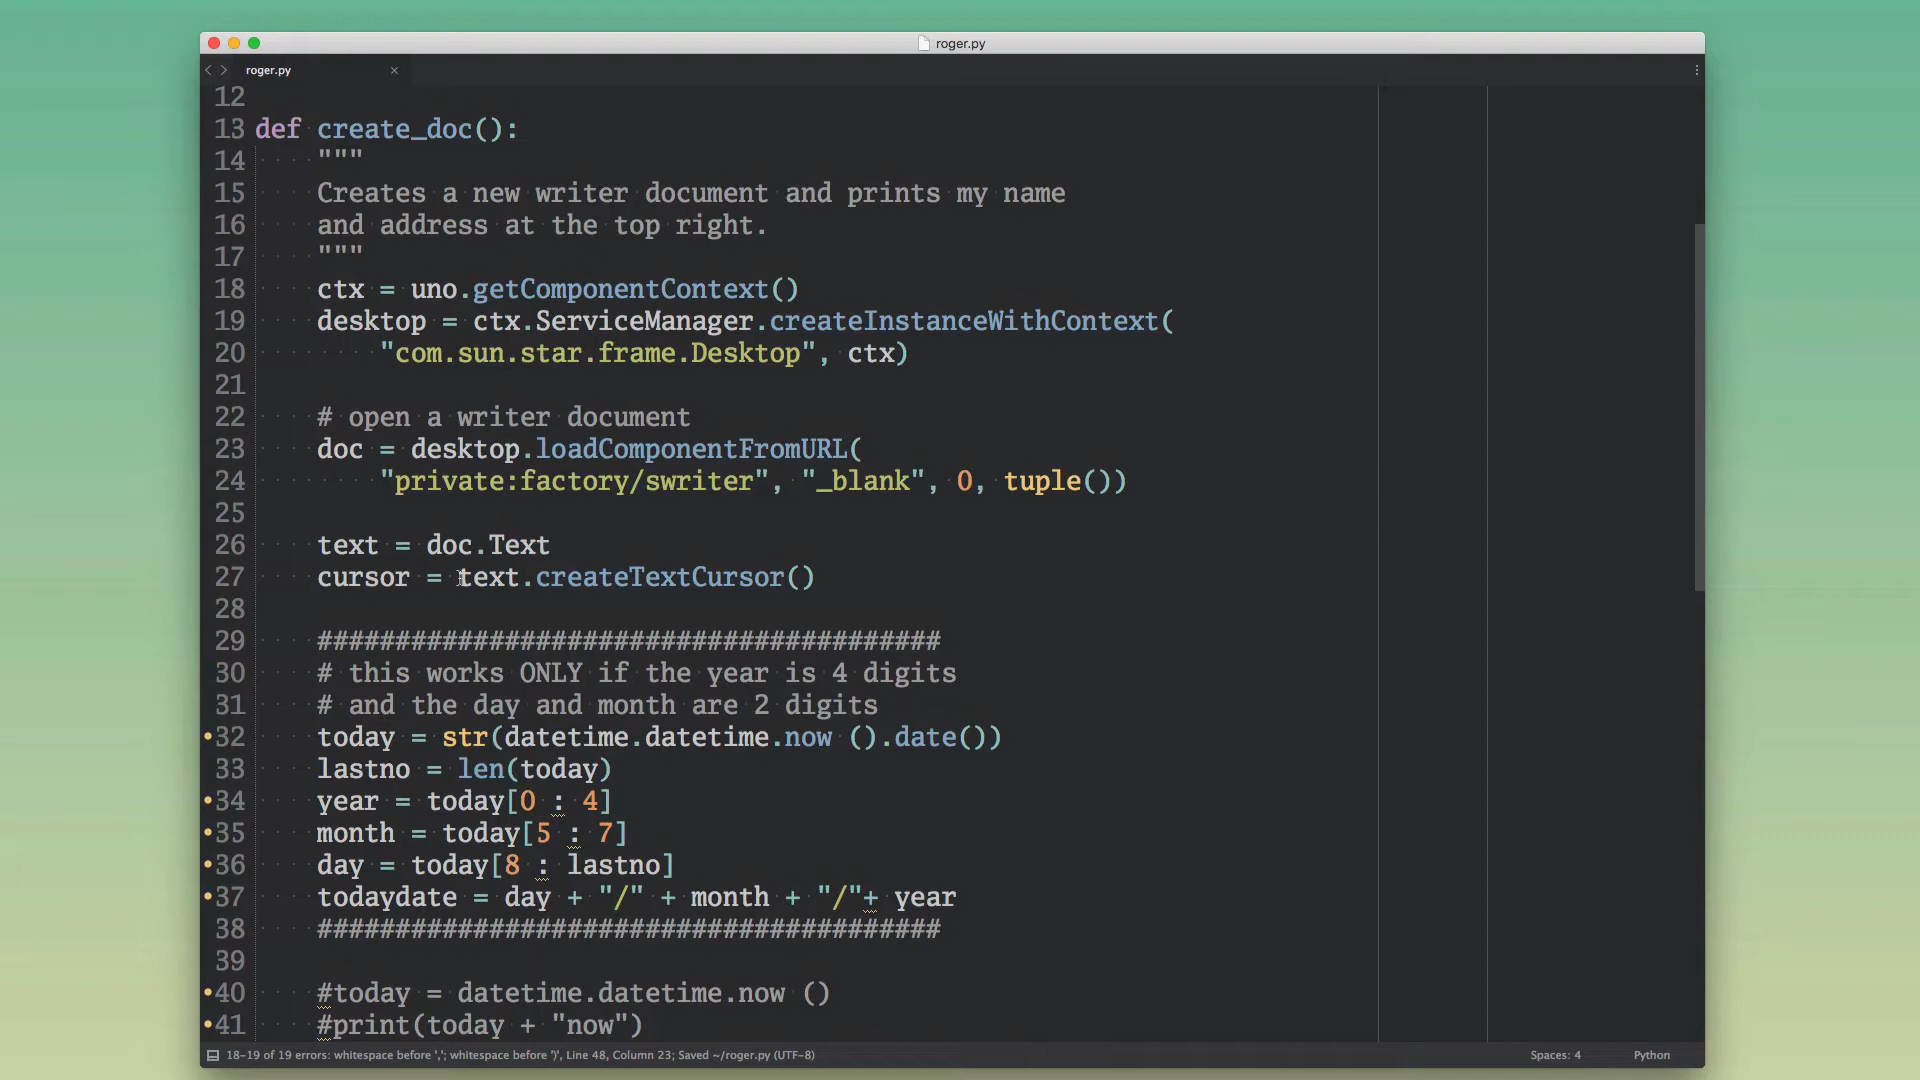 roger.py
roger.py
12
13 def create_doc():
14     """
15     Creates a new writer document and prints my name
16     and address at the top right.
17     """
18     ctx = uno.getComponentContext()
19     desktop = ctx.ServiceManager.createInstanceWithContext(
20         "com.sun.star.frame.Desktop", ctx)
21
22     # open a writer document
23     doc = desktop.loadComponentFromURL(
24         "private:factory/swriter", "_blank", 0, tuple())
25
26     text = doc.Text
27     cursor = text.createTextCursor()
28
29     ########################################
30     # this works ONLY if the year is 4 digits
31     # and the day and month are 2 digits
32     today = str(datetime.datetime.now ().date())
33     lastno = len(today)
34     year = today[0 : 4]
35     month = today[5 : 7]
36     day = today[8 : lastno]
37     todaydate = day + "/" + month + "/"+ year
38     ########################################
39
40     #today = datetime.datetime.now ()
41     #print(today + "now")
18-19 of 19 errors: whitespace before ','; whitespace before ')', Line 48, Column 23; Saved ~/roger.py (UTF-8) Spaces: 4 Python